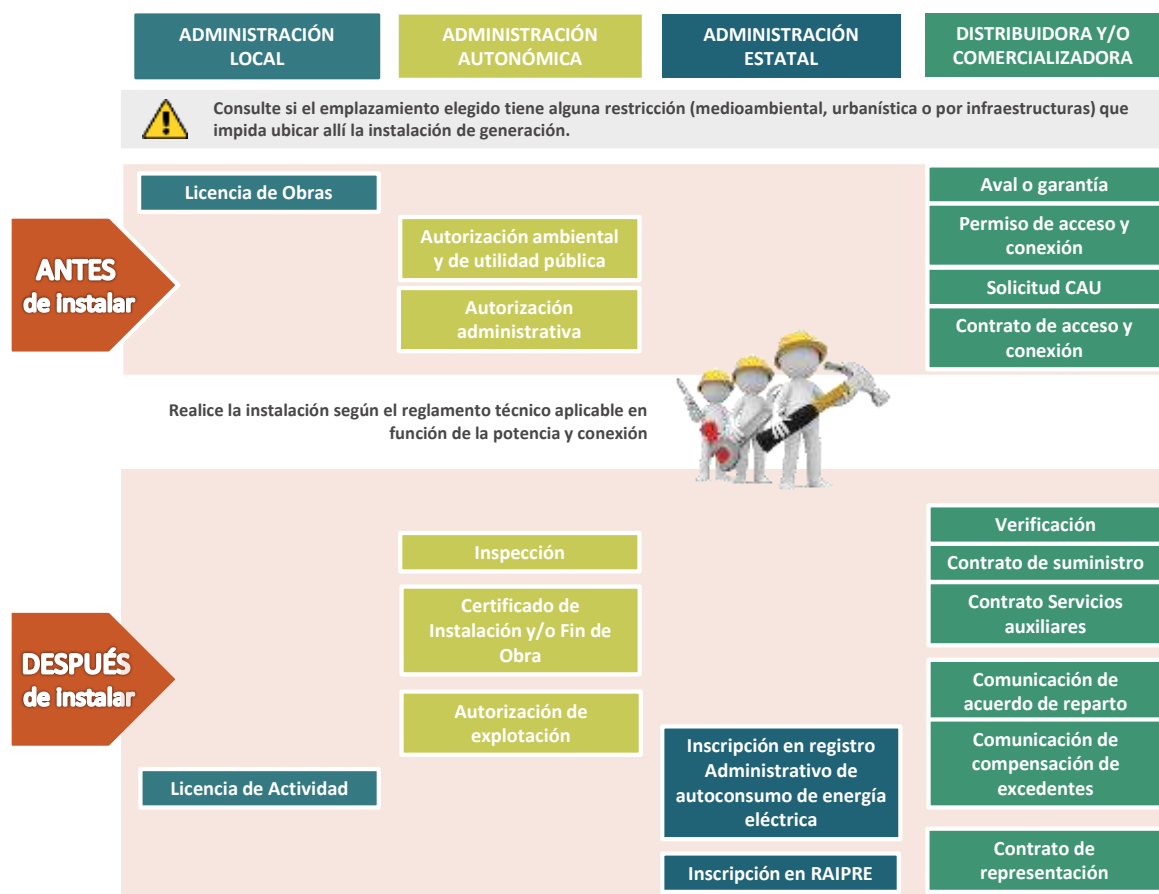 ADMINISTRACIÓN
LOCAL
ADMINISTRACIÓN
AUTONÓMICA
ADMINISTRACIÓN
ESTATAL
DISTRIBUIDORA Y/O
COMERCIALIZADORA
Consulte si el emplazamiento elegido tiene alguna restricción (medioambiental, urbanística o por infraestructuras) que
impida ubicar allí la instalación de generación.
ANTES
de instalar
Licencia de Obras
Autorización ambiental
y de utilidad pública
Autorización
administrativa
Aval o garantía
Permiso de acceso y
conexión
Solicitud CAU
Contrato de acceso y
conexión
Realice la instalación según el reglamento técnico aplicable en
función de la potencia y conexión
DESPUÉS
de instalar
Licencia de Actividad
Inspección
Certificado de
Instalación y/o Fin de
Obra
Autorización de
explotación
Inscripción en registro
Administrativo de
autoconsumo de energía
eléctrica
Inscripción en RAIPRE
Verificación
Contrato de suministro
Contrato Servicios
auxiliares
Comunicación de
acuerdo de reparto
Comunicación de
compensación de
excedentes
Contrato de
representación